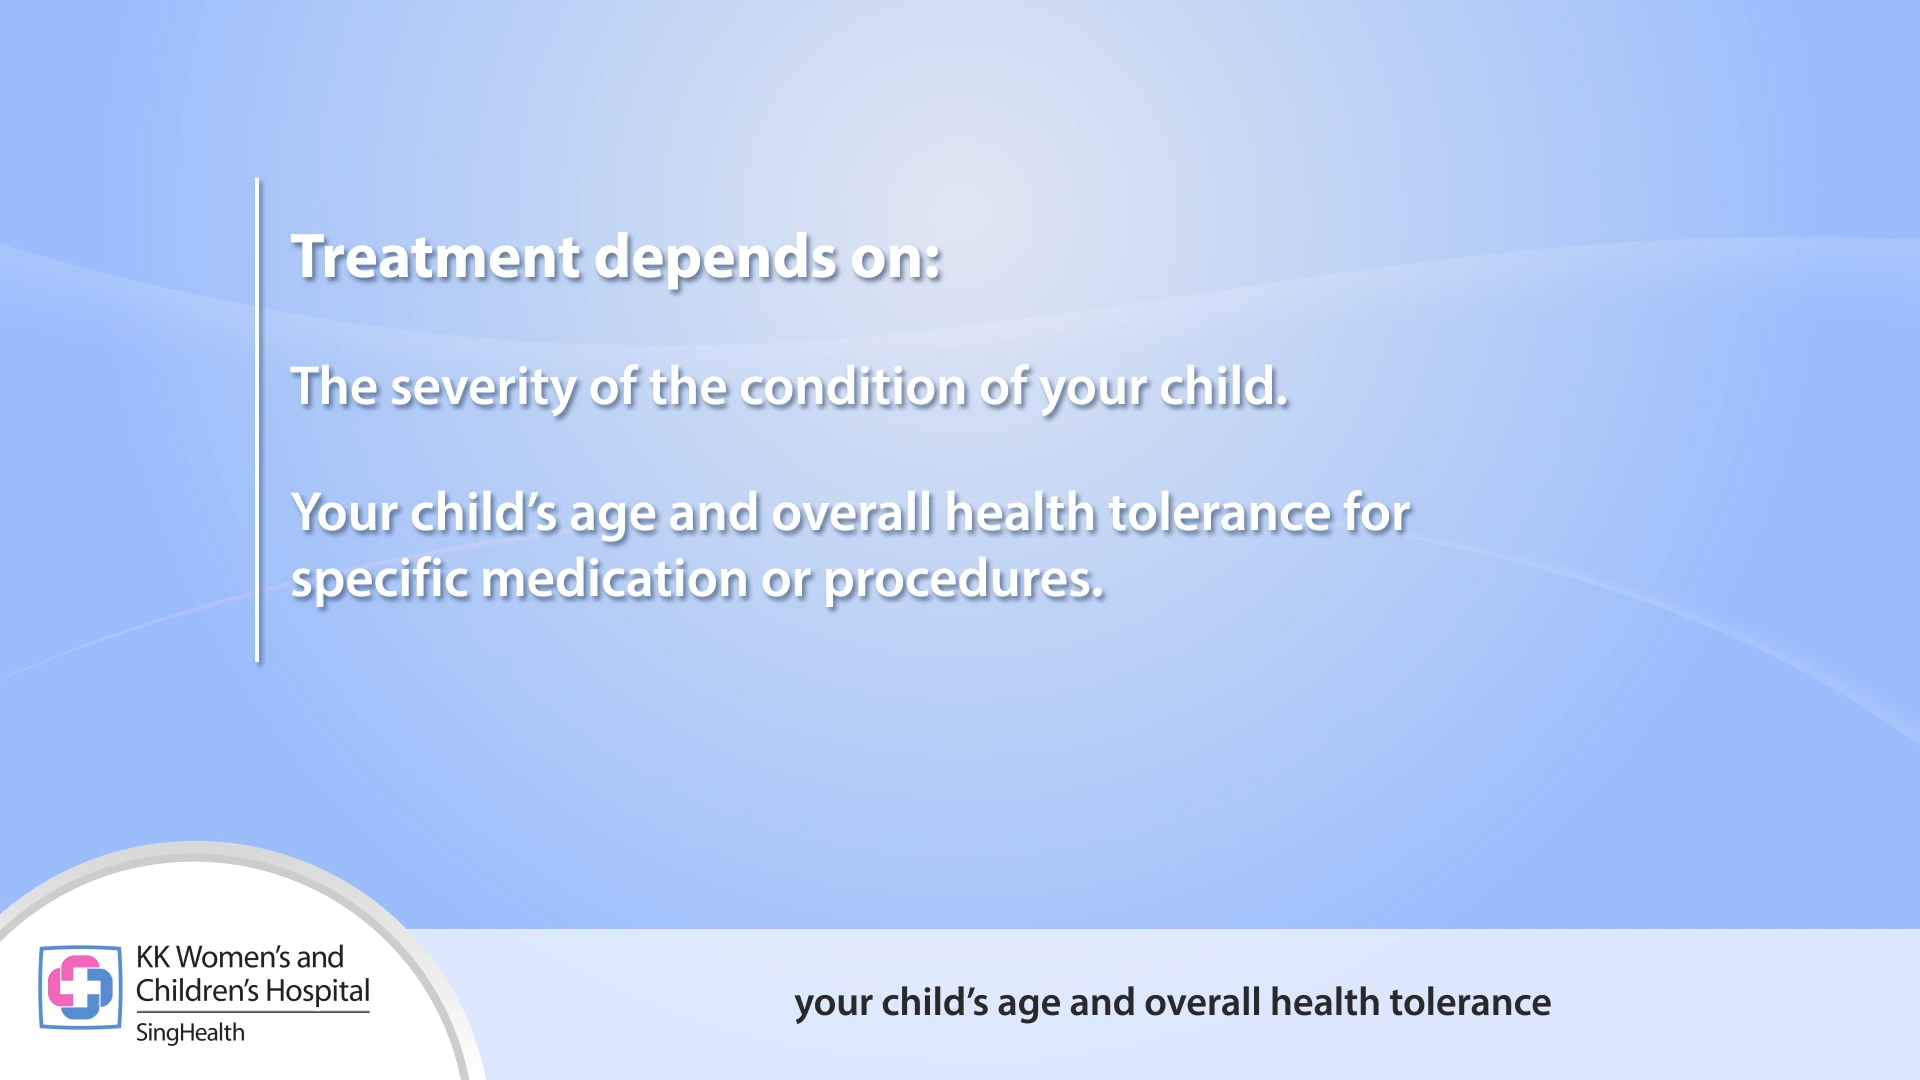 Treatment depends on:
The severity of the condition of your child.
Your child’s age and overall health tolerance for
specific medication or procedures.
KK Women’s and
Children’s Hospital
SingHealth
your child’s age and overall health tolerance